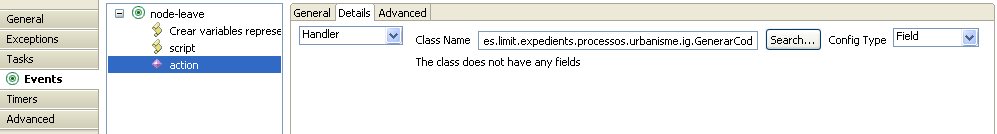 General
Exceptions
Tasks
Events
Timers
Advanced
node-leave
Crear variables represe
script
action
General Details Advanced
Handler
Class Name es.limit.expedients.processos.urbanisme.ig.GenerarCod Search... Config Type Field
The class does not have any fields